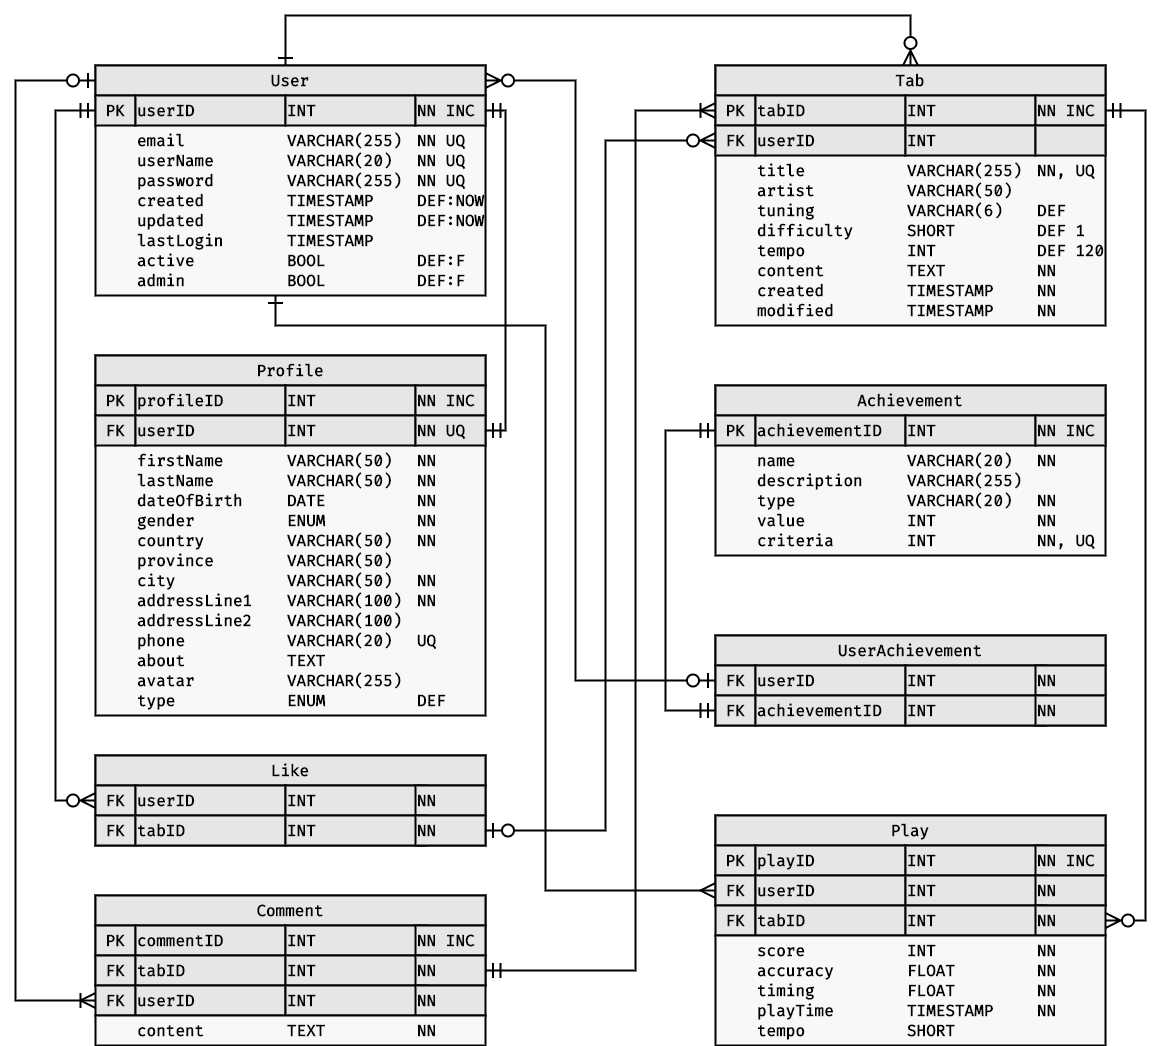 User
PK userID INT NN INC
email VARCHAR(255) NN UQ
userName VARCHAR(20) NN UQ
password VARCHAR(255) NN UQ
created TIMESTAMP DEF:NOW
updated TIMESTAMP DEF:NOW
lastLogin TIMESTAMP
active BOOL DEF:F
admin BOOL DEF:F
Tab
PK tabID INT NN INC
FK userID INT
title VARCHAR(255) NN, UQ
artist VARCHAR(50)
tuning VARCHAR(6) DEF
difficulty SHORT DEF 1
tempo INT DEF 120
content TEXT NN
created TIMESTAMP NN
modified TIMESTAMP NN
Profile
PK profileID INT NN INC
FK userID INT NN UQ
firstName VARCHAR(50) NN
lastName VARCHAR(50) NN
dateOfBirth DATE NN
gender ENUM NN
country VARCHAR(50) NN
province VARCHAR(50)
city VARCHAR(50) NN
addressLine1 VARCHAR(100) NN
addressLine2 VARCHAR(100)
phone VARCHAR(20) UQ
about TEXT
avatar VARCHAR(255)
type ENUM DEF
Achievement
PK achievementID INT NN INC
name VARCHAR(20) NN
description VARCHAR(255)
type VARCHAR(20) NN
value INT NN
criteria INT NN, UQ
UserAchievement
FK userID INT NN
FK achievementID INT NN
Like
FK userID INT NN
FK tabID INT NN
Play
PK playID INT NN INC
FK userID INT NN
FK tabID INT NN
score INT NN
accuracy FLOAT NN
timing FLOAT NN
playTime TIMESTAMP NN
tempo SHORT
Comment
PK commentID INT NN INC
FK tabID INT NN
FK userID INT NN
content TEXT NN